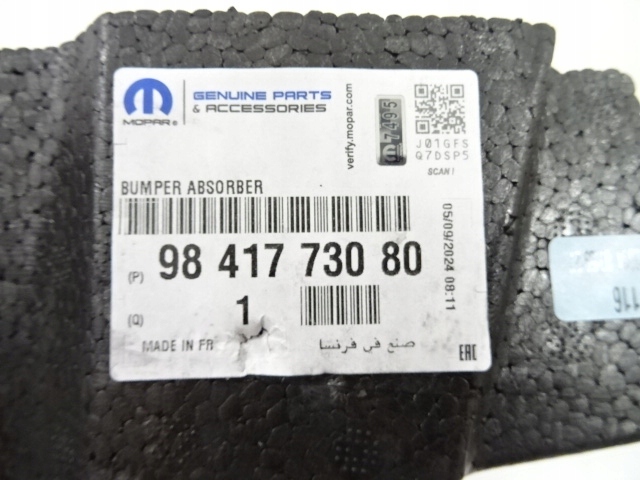 MOPAR®
GENUINE PARTS
& ACCESSORIES
verify.mopar.com
7495
J01GFS
Q7DSP5
SCAN!
BUMPER ABSORBER
(P) 98 417 730 80
05/09/2024 08:11
(Q) 1
MADE IN FR
صنع في فرنسا
EAC
116